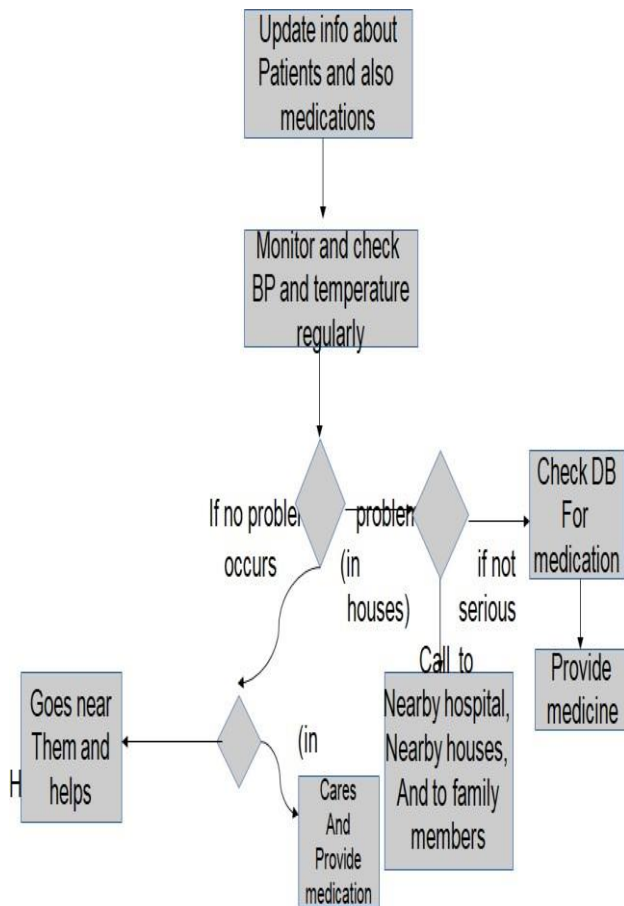 Update info about
Patients and also
medications
Monitor and check
BP and temperature
regularly
If no problem
occurs
problem
(in
houses)
if not
serious
Check DB
For
medication
Provide
medicine
Call to
Nearby hospital,
Nearby houses,
And to family
members
Goes near
Them and
helps
H
(in
Cares
And
Provide
medication